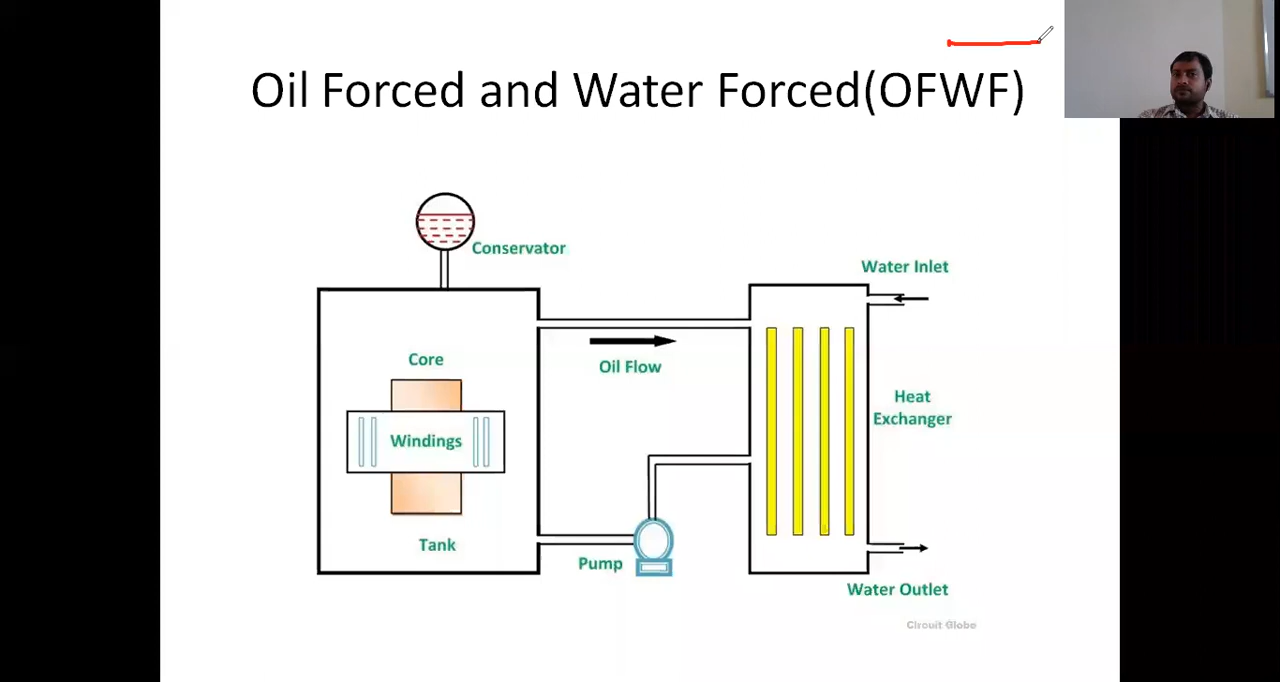 Oil Forced and Water Forced(OFWF)
Conservator
Water Inlet
Core
Oil Flow
Heat
Exchanger
Windings
Tank
Pump
Water Outlet
Circuit Globe